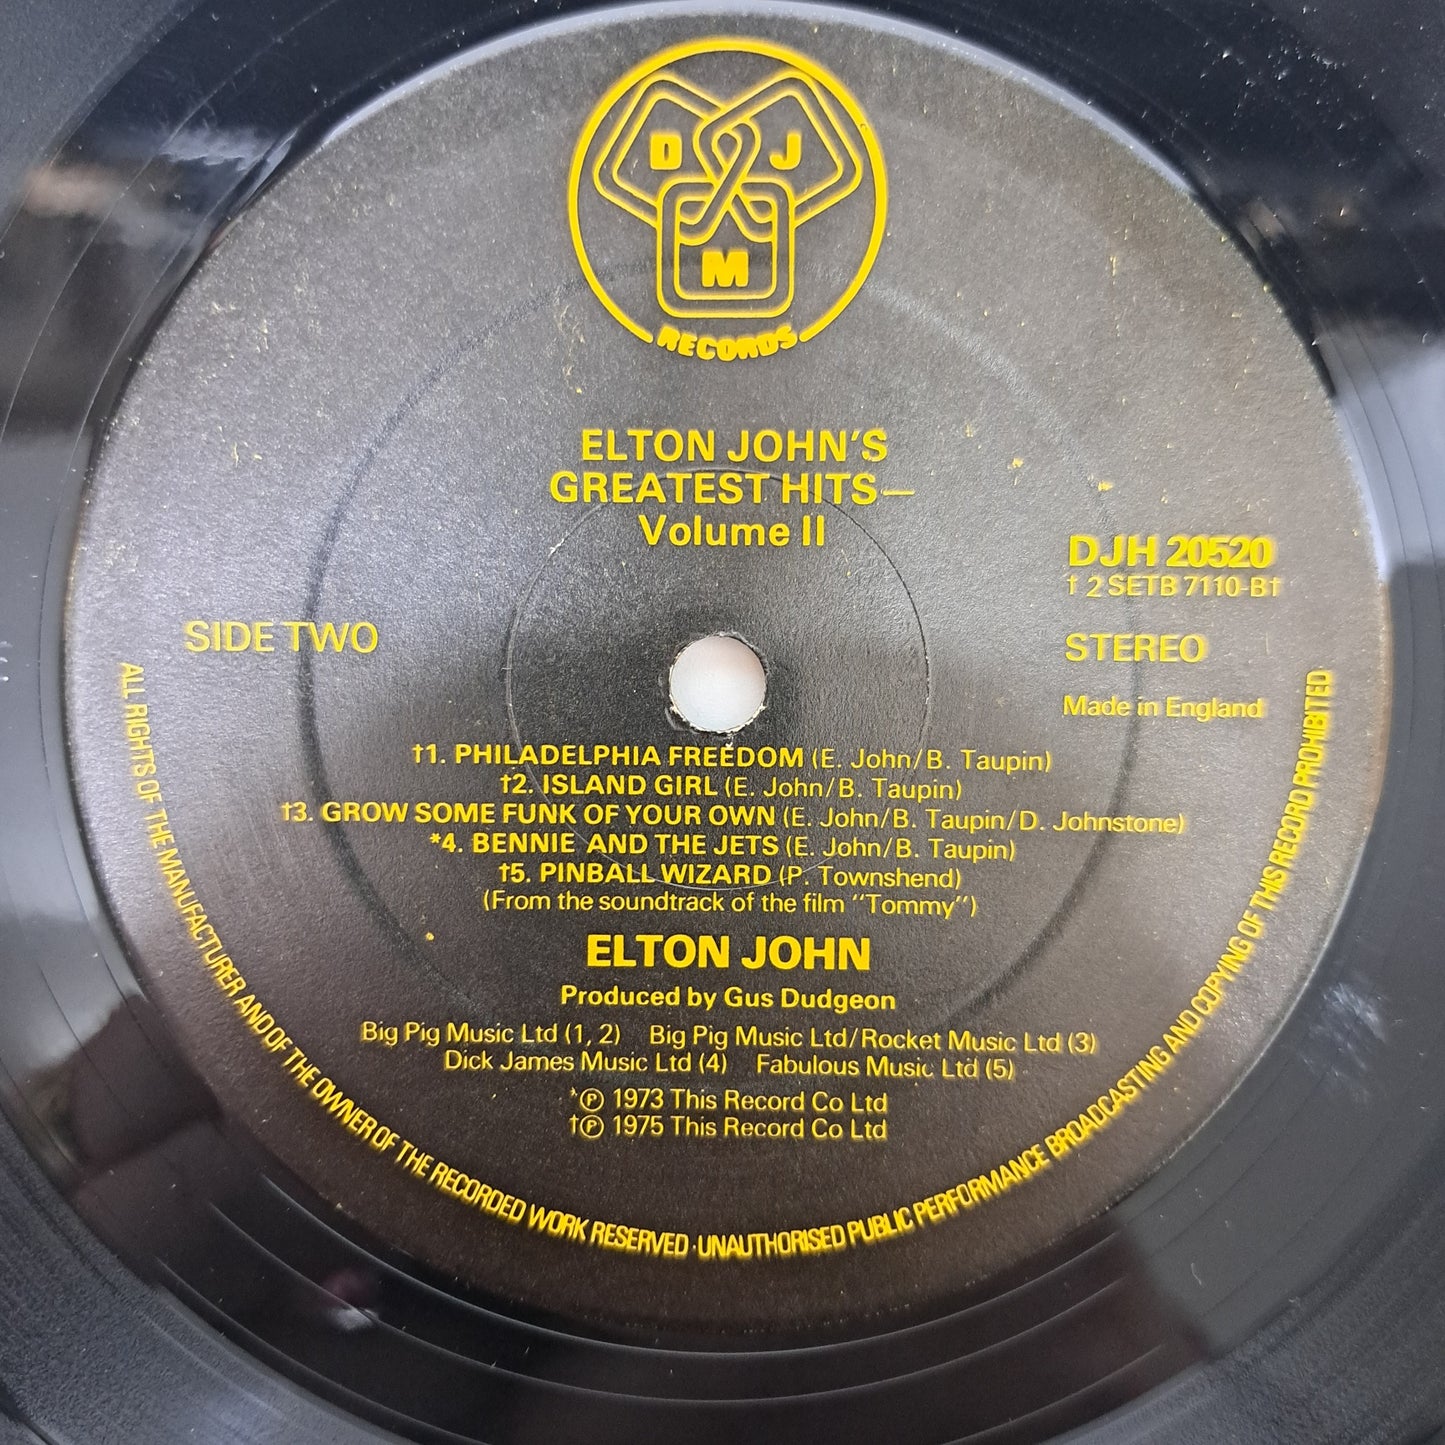 D J
M
RECORDS
ELTON JOHN'S
GREATEST HITS—
Volume II
DJH 20520
† 2 SETB 7110-B†
SIDE TWO
STEREO
Made in England
†1. PHILADELPHIA FREEDOM (E. John/B. Taupin)
†2. ISLAND GIRL (E. John/B. Taupin)
†3. GROW SOME FUNK OF YOUR OWN (E. John/B. Taupin/D. Johnstone)
*4. BENNIE AND THE JETS (E. John/B. Taupin)
†5. PINBALL WIZARD (P. Townshend)
(From the soundtrack of the film "Tommy")
ELTON JOHN
Produced by Gus Dudgeon
Big Pig Music Ltd (1, 2) Big Pig Music Ltd/Rocket Music Ltd (3)
Dick James Music Ltd (4) Fabulous Music Ltd (5)
*℗ 1973 This Record Co Ltd
†℗ 1975 This Record Co Ltd
ALL RIGHTS OF THE MANUFACTURER AND OF THE OWNER OF THE RECORDED WORK RESERVED · UNAUTHORISED PUBLIC PERFORMANCE BROADCASTING AND COPYING OF THIS RECORD PROHIBITED